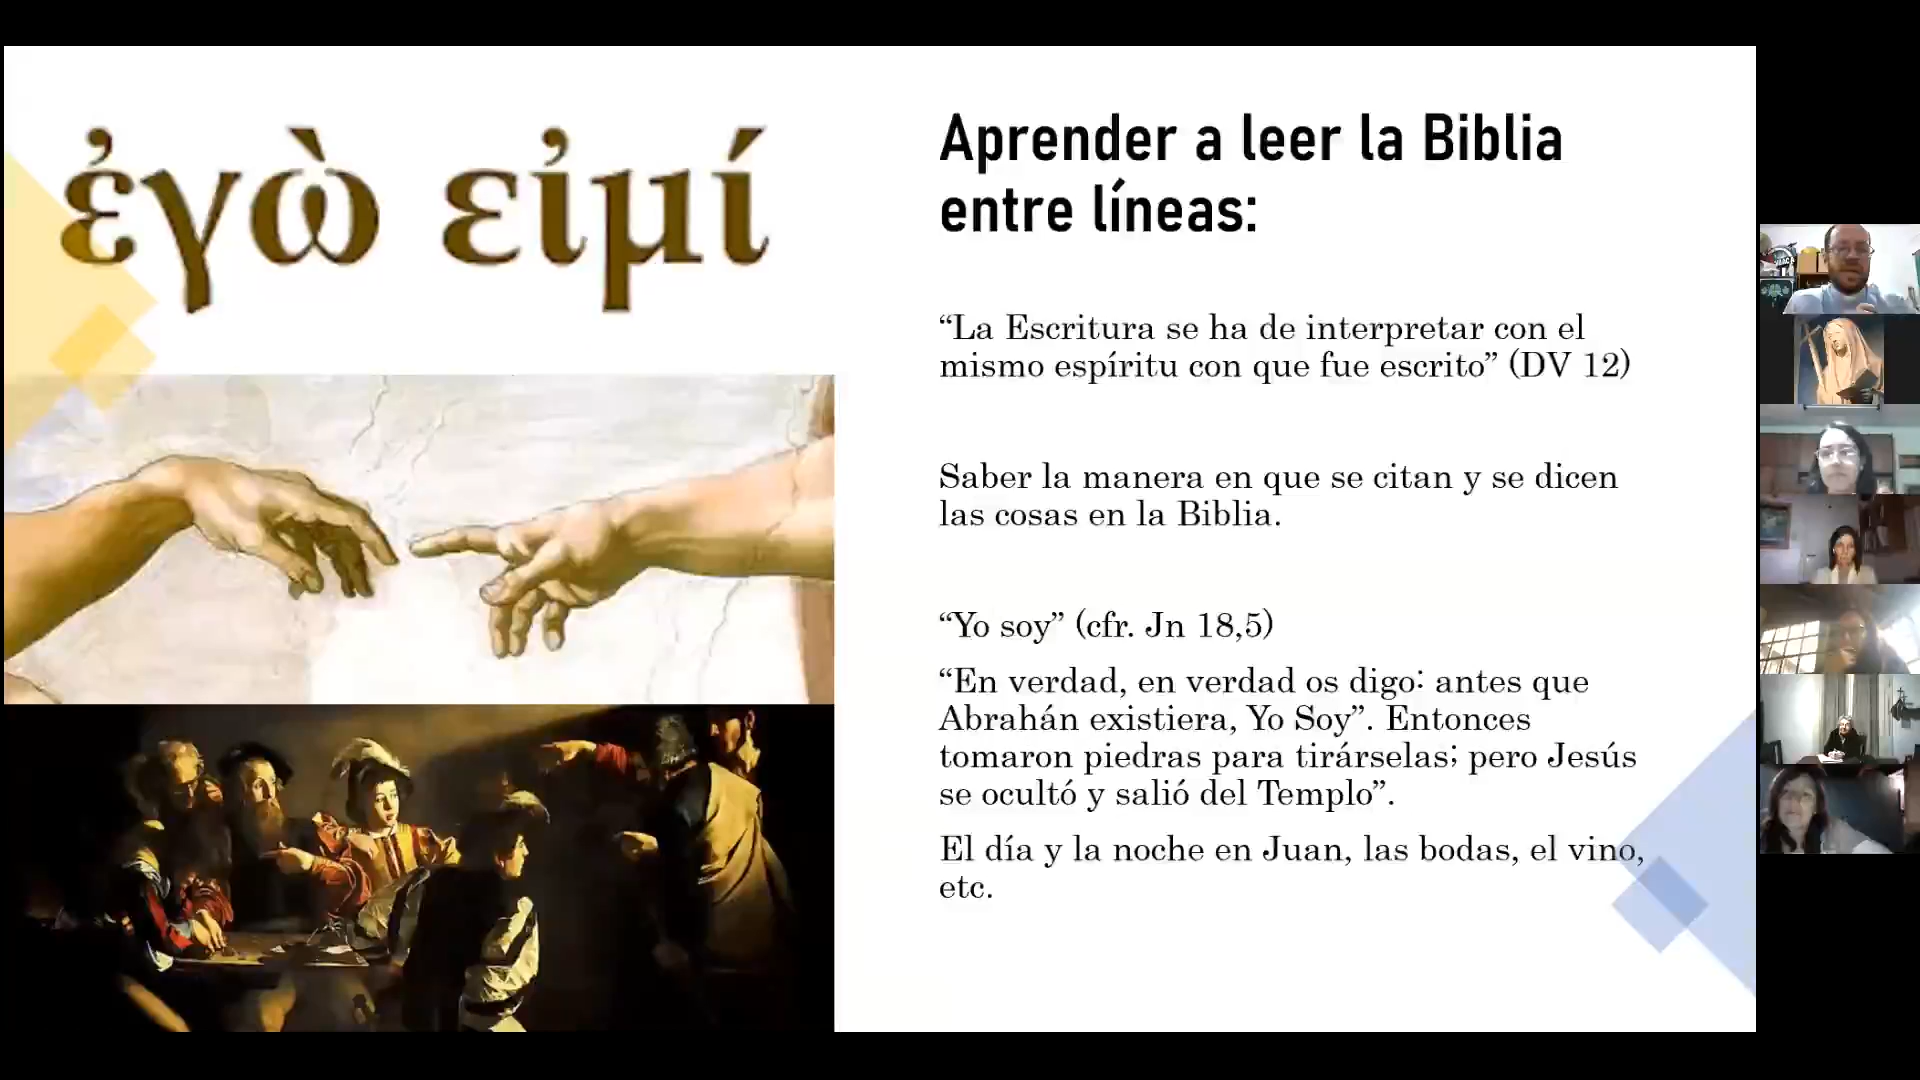 ἐγὼ εἰμί
Aprender a leer la Biblia
entre líneas:
“La Escritura se ha de interpretar con el
mismo espíritu con que fue escrito” (DV 12)
Saber la manera en que se citan y se dicen
las cosas en la Biblia.
“Yo soy” (cfr. Jn 18,5)
“En verdad, en verdad os digo: antes que
Abrahán existiera, Yo Soy”. Entonces
tomaron piedras para tirárselas; pero Jesús
se ocultó y salió del Templo”.
El día y la noche en Juan, las bodas, el vino,
etc.